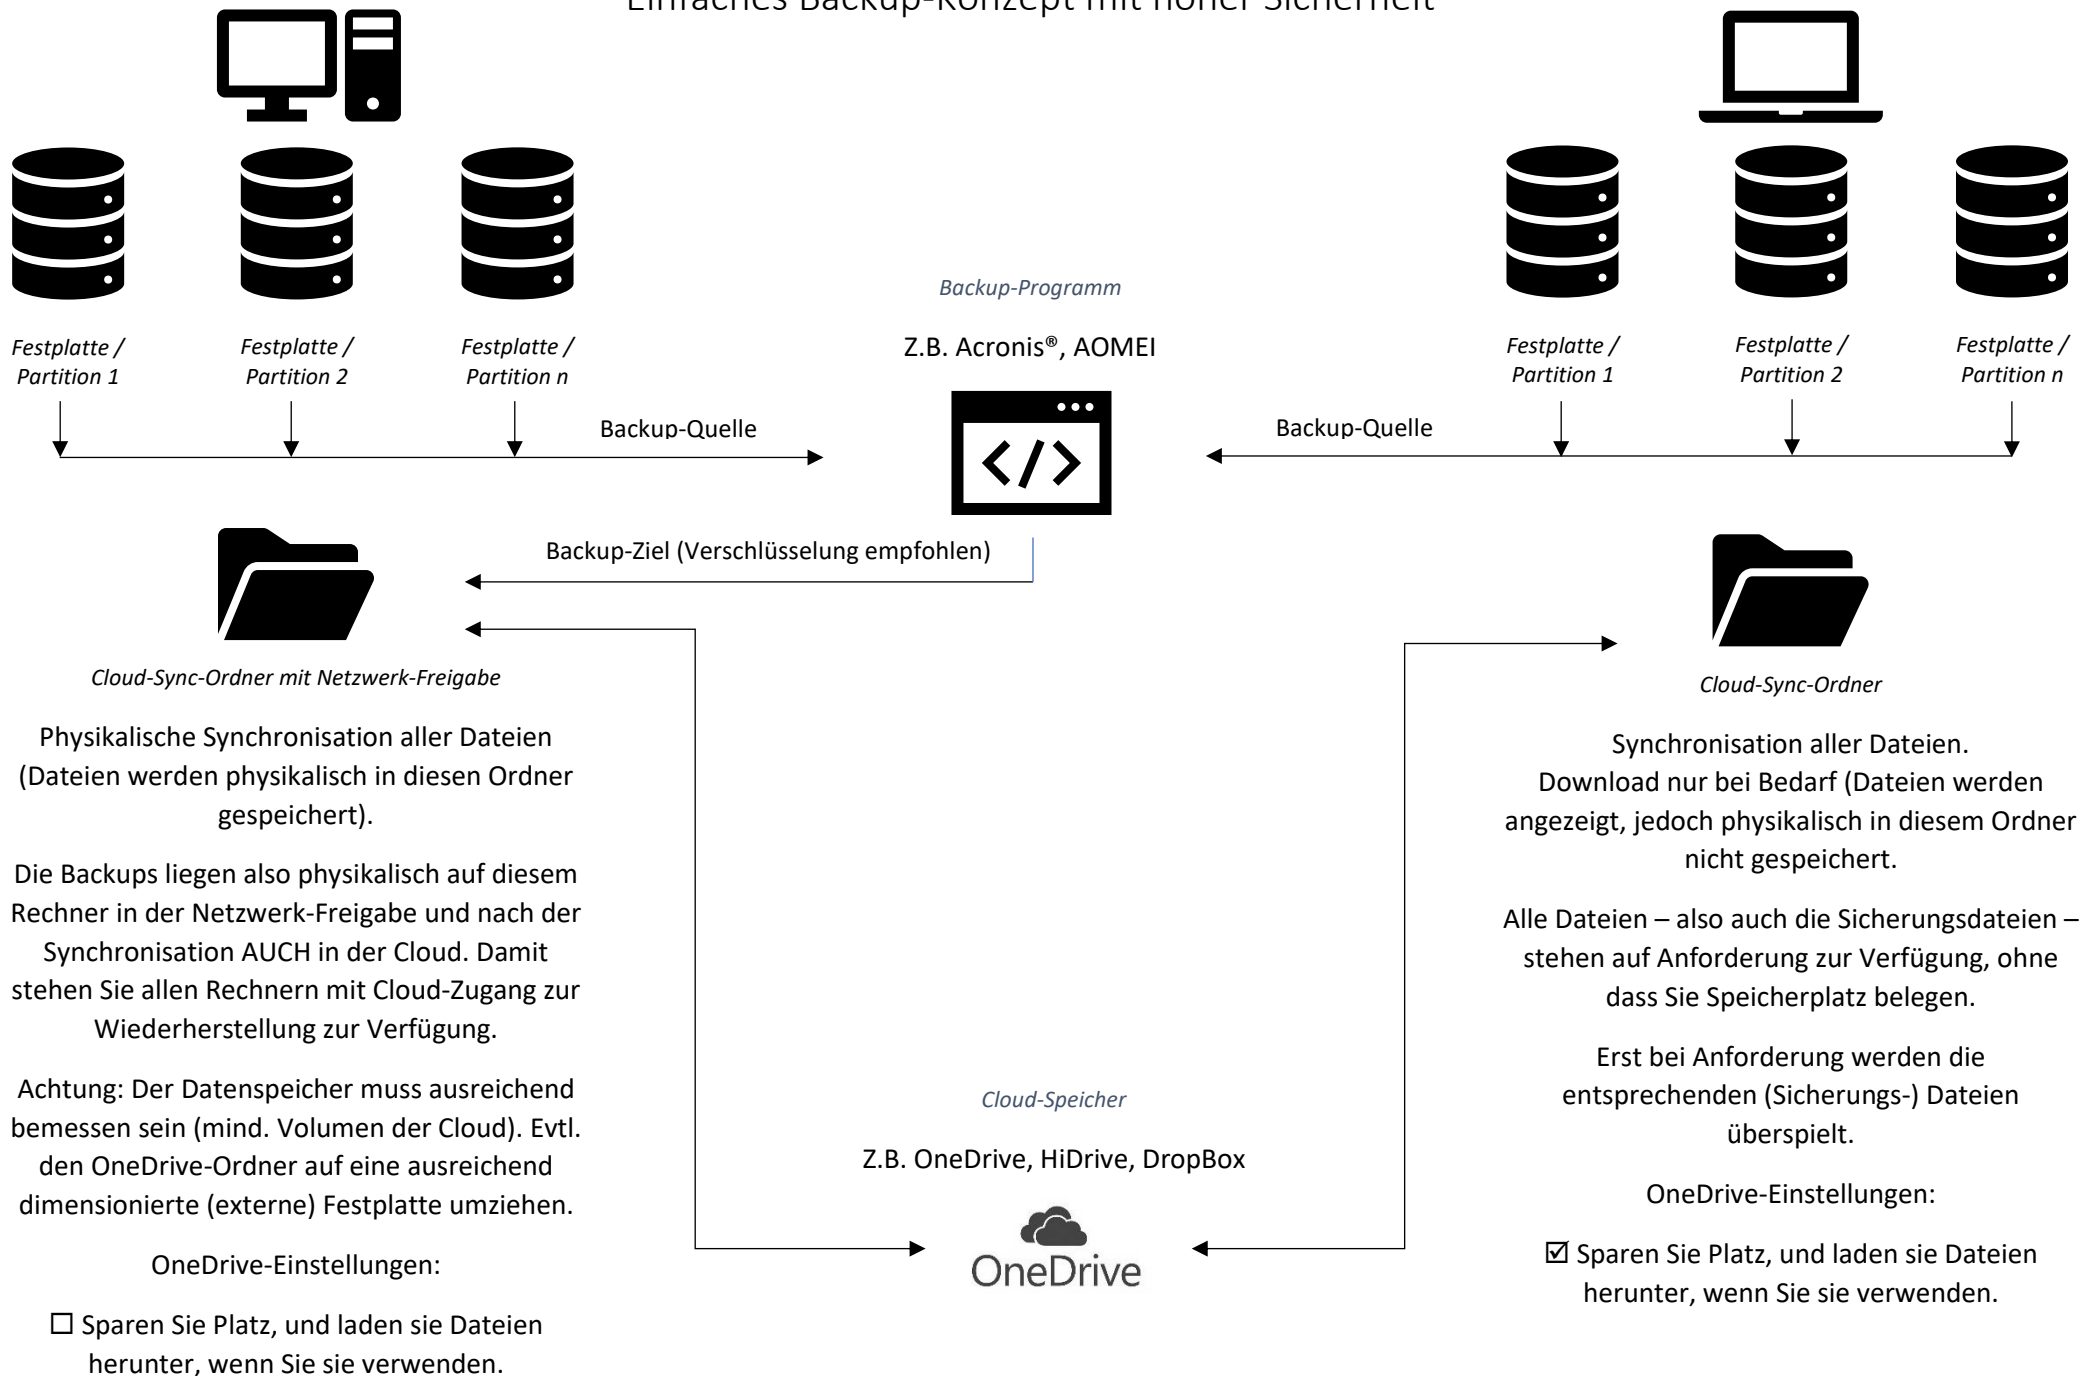 Einfaches Backup-Konzept mit hoher Sicherheit
Festplatte /
Partition 1
Festplatte /
Partition 2
Festplatte /
Partition n
Backup-Programm
Z.B. Acronis®, AOMEI
Festplatte /
Partition 1
Festplatte /
Partition 2
Festplatte /
Partition n
Backup-Quelle
Backup-Quelle
Backup-Ziel (Verschlüsselung empfohlen)
Cloud-Sync-Ordner mit Netzwerk-Freigabe
Physikalische Synchronisation aller Dateien
(Dateien werden physikalisch in diesen Ordner
gespeichert).
Die Backups liegen also physikalisch auf diesem
Rechner in der Netzwerk-Freigabe und nach der
Synchronisation AUCH in der Cloud. Damit
stehen Sie allen Rechnern mit Cloud-Zugang zur
Wiederherstellung zur Verfügung.
Achtung: Der Datenspeicher muss ausreichend
bemessen sein (mind. Volumen der Cloud). Evtl.
den OneDrive-Ordner auf eine ausreichend
dimensionierte (externe) Festplatte umziehen.
OneDrive-Einstellungen:
☐ Sparen Sie Platz, und laden sie Dateien
herunter, wenn Sie sie verwenden.
Cloud-Speicher
Z.B. OneDrive, HiDrive, DropBox
OneDrive
Cloud-Sync-Ordner
Synchronisation aller Dateien.
Download nur bei Bedarf (Dateien werden
angezeigt, jedoch physikalisch in diesem Ordner
nicht gespeichert.
Alle Dateien – also auch die Sicherungsdateien –
stehen auf Anforderung zur Verfügung, ohne
dass Sie Speicherplatz belegen.
Erst bei Anforderung werden die
entsprechenden (Sicherungs-) Dateien
überspielt.
OneDrive-Einstellungen:
☑ Sparen Sie Platz, und laden sie Dateien
herunter, wenn Sie sie verwenden.